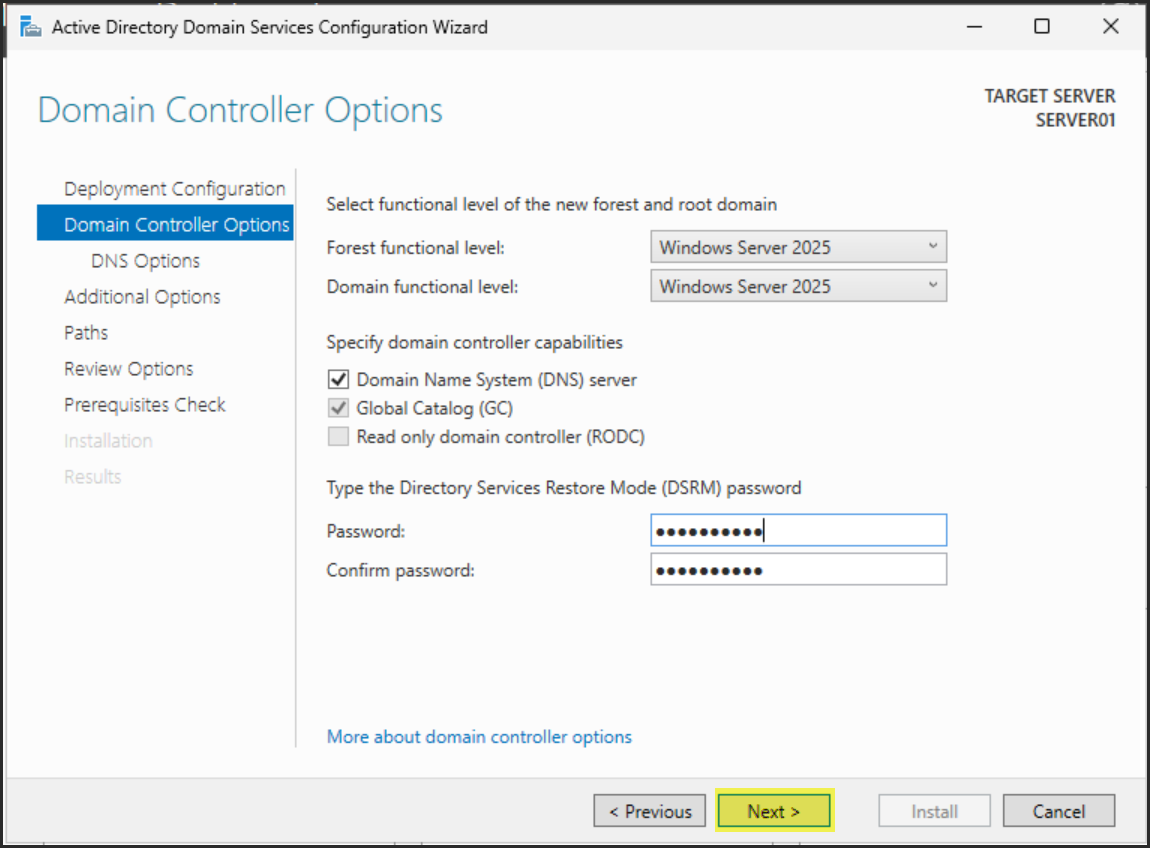 Active Directory Domain Services Configuration Wizard
Domain Controller Options
TARGET SERVER
SERVER01
Deployment Configuration
Domain Controller Options
DNS Options
Additional Options
Paths
Review Options
Prerequisites Check
Installation
Results
Select functional level of the new forest and root domain
Forest functional level: Windows Server 2025
Domain functional level: Windows Server 2025
Specify domain controller capabilities
Domain Name System (DNS) server
Global Catalog (GC)
Read only domain controller (RODC)
Type the Directory Services Restore Mode (DSRM) password
Password: ●●●●●●●●●●
Confirm password: ●●●●●●●●●●
More about domain controller options
< Previous Next > Install Cancel